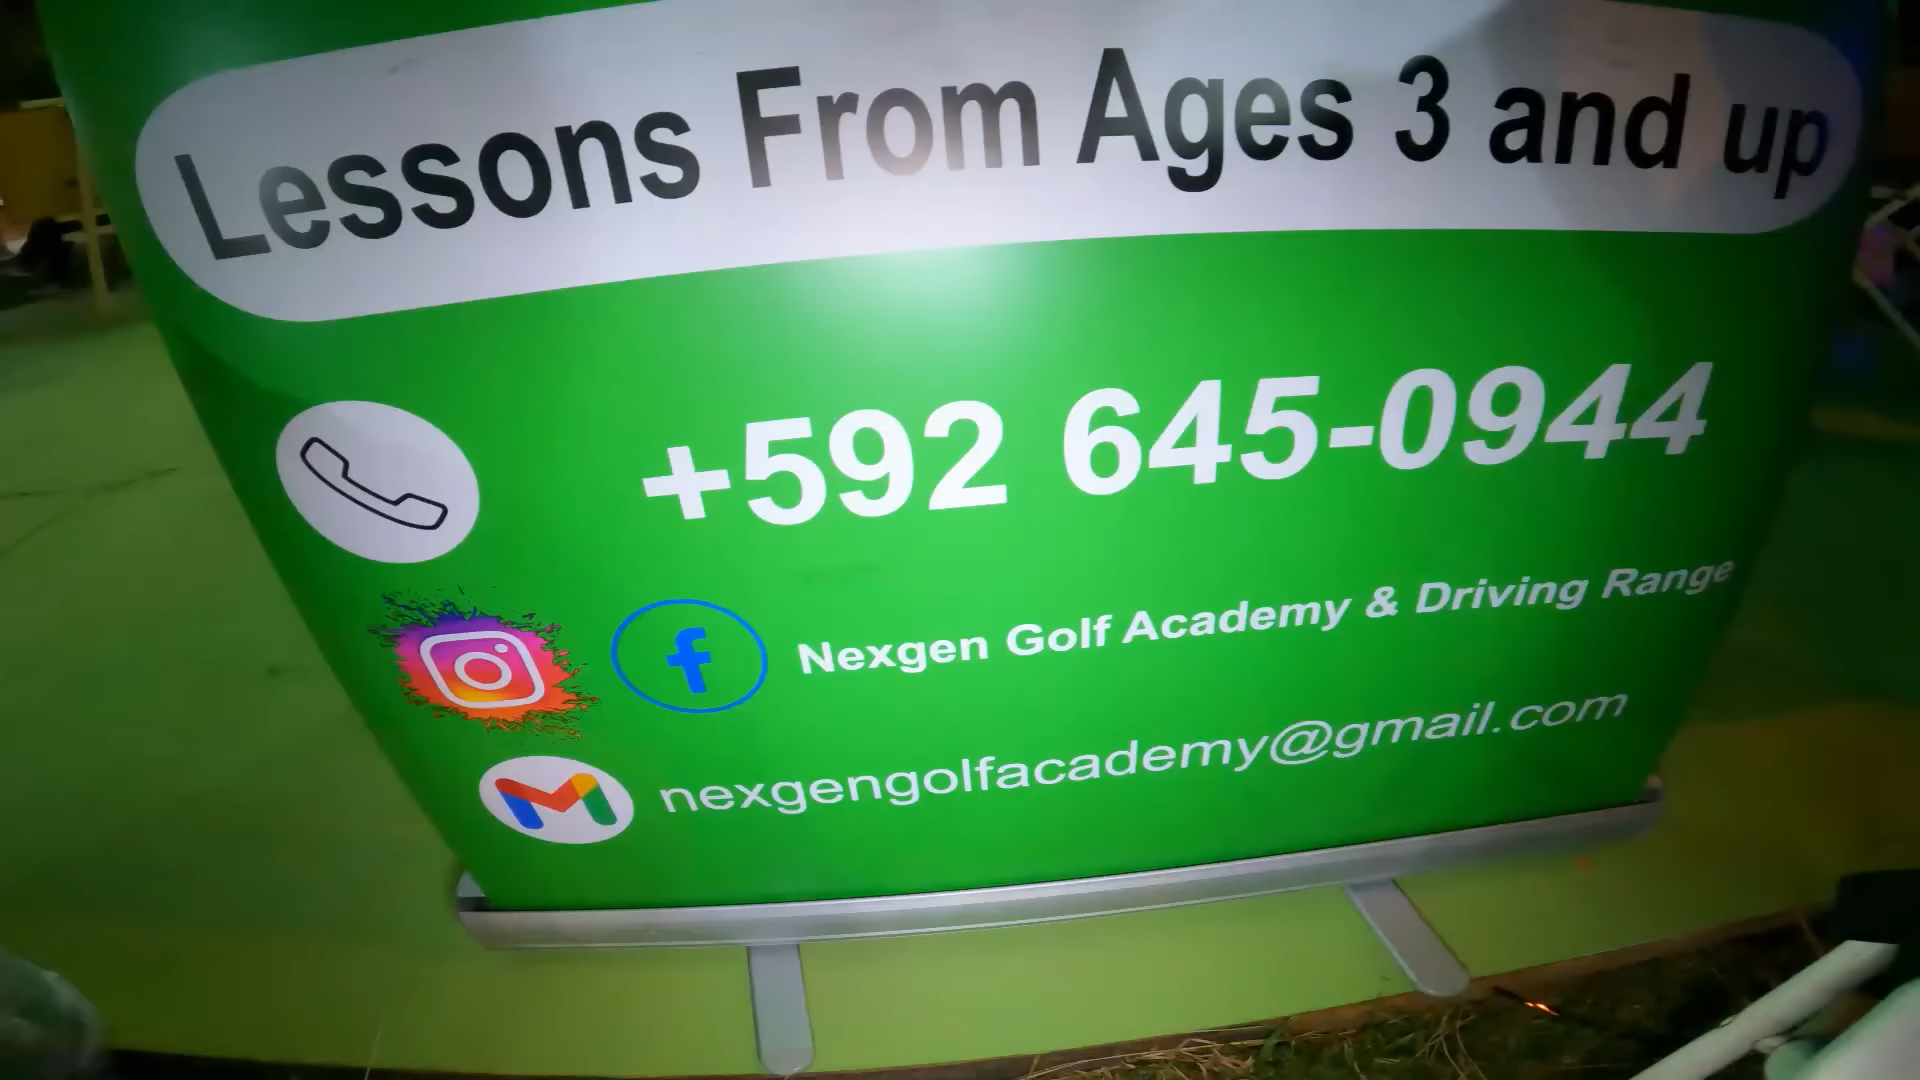 Lessons From Ages 3 and up
+592 645-0944
Nexgen Golf Academy & Driving Range
nexgengolfacademy@gmail.com